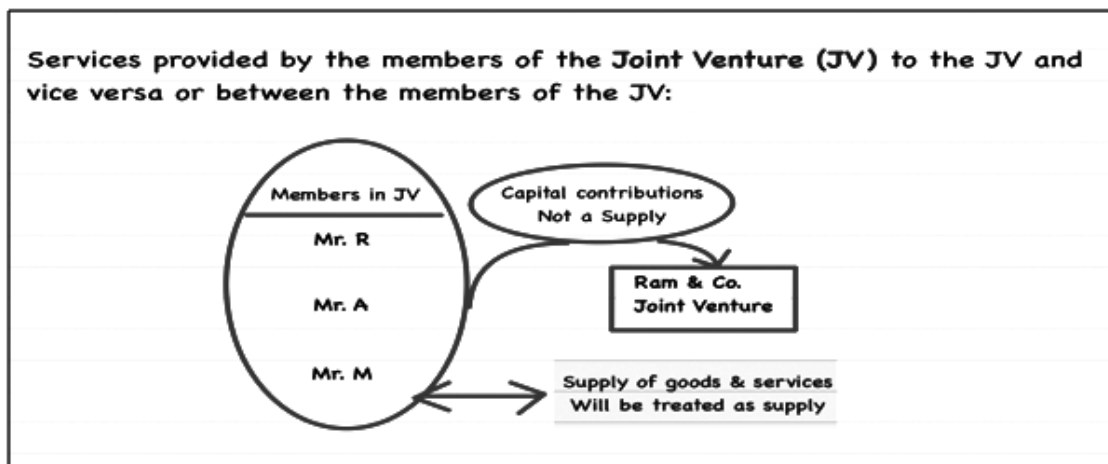 Services provided by the members of the Joint Venture (JV) to the JV and
vice versa or between the members of the JV:
Members in JV
Mr. R
Mr. A
Mr. M
Capital contributions
Not a Supply
Ram & Co.
Joint Venture
Supply of goods & services
Will be treated as supply